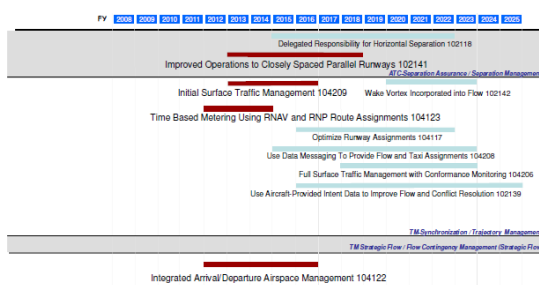 FY 2008 2009 2010 2011 2012 2013 2014 2015 2016 2017 2018 2019 2020 2021 2022 2023 2024 2025
Delegated Responsibility for Horizontal Separation 102118
Improved Operations to Closely Spaced Parallel Runways 102141
ATC-Separation Assurance / Separation Management
Initial Surface Traffic Management 104209
Wake Vortex Incorporated into Flow 102142
Time Based Metering Using RNAV and RNP Route Assignments 104123
Optimize Runway Assignments 104117
Use Data Messaging To Provide Flow and Taxi Assignments 104208
Full Surface Traffic Management with Conformance Monitoring 104206
Use Aircraft-Provided Intent Data to Improve Flow and Conflict Resolution 102139
TM-Synchronization / Trajectory Management
TM Strategic Flow / Flow Contingency Management (Strategic Flow
Integrated Arrival/Departure Airspace Management 104122